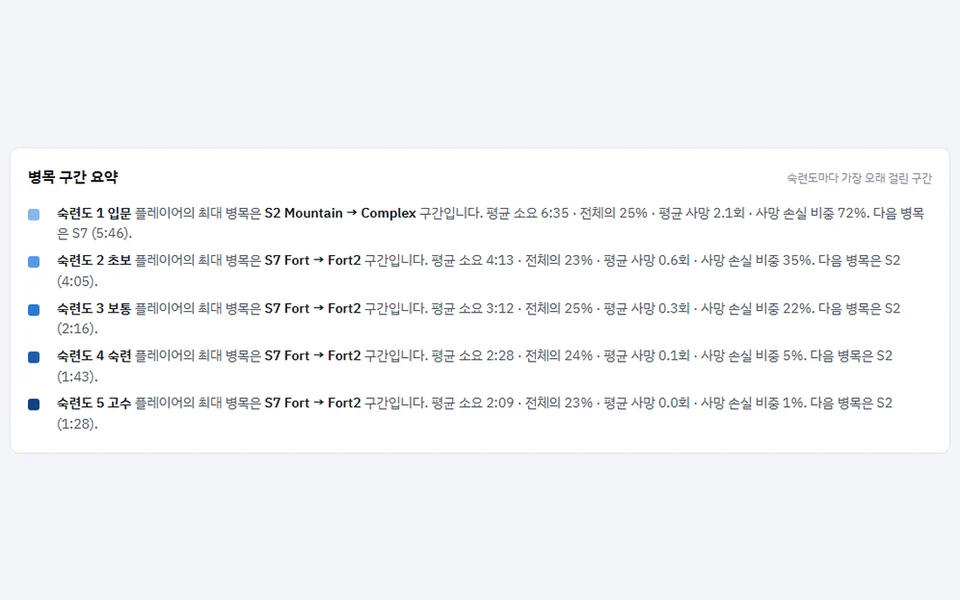 병목 구간 요약
숙련도마다 가장 오래 걸린 구간
숙련도 1 입문 플레이어의 최대 병목은 S2 Mountain → Complex 구간입니다. 평균 소요 6:35 · 전체의 25% · 평균 사망 2.1회 · 사망 손실 비중 72%. 다음 병목
은 S7 (5:46).
숙련도 2 초보 플레이어의 최대 병목은 S7 Fort → Fort2 구간입니다. 평균 소요 4:13 · 전체의 23% · 평균 사망 0.6회 · 사망 손실 비중 35%. 다음 병목은 S2
(4:05).
숙련도 3 보통 플레이어의 최대 병목은 S7 Fort → Fort2 구간입니다. 평균 소요 3:12 · 전체의 25% · 평균 사망 0.3회 · 사망 손실 비중 22%. 다음 병목은 S2
(2:16).
숙련도 4 숙련 플레이어의 최대 병목은 S7 Fort → Fort2 구간입니다. 평균 소요 2:28 · 전체의 24% · 평균 사망 0.1회 · 사망 손실 비중 5%. 다음 병목은 S2
(1:43).
숙련도 5 고수 플레이어의 최대 병목은 S7 Fort → Fort2 구간입니다. 평균 소요 2:09 · 전체의 23% · 평균 사망 0.0회 · 사망 손실 비중 1%. 다음 병목은 S2
(1:28).